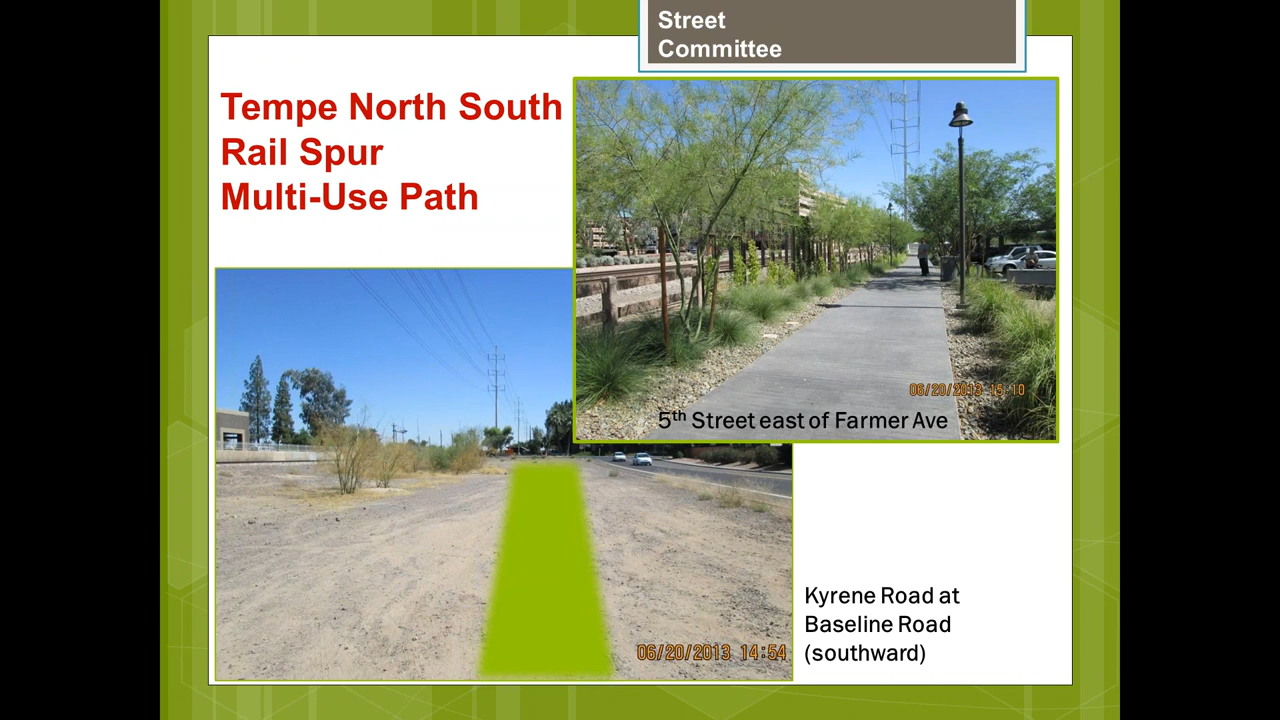 Street
Committee
Tempe North South
Rail Spur
Multi-Use Path
06/20/2013 15:10
5th Street east of Farmer Ave
Kyrene Road at
Baseline Road
(southward)
06/20/2013 14:54